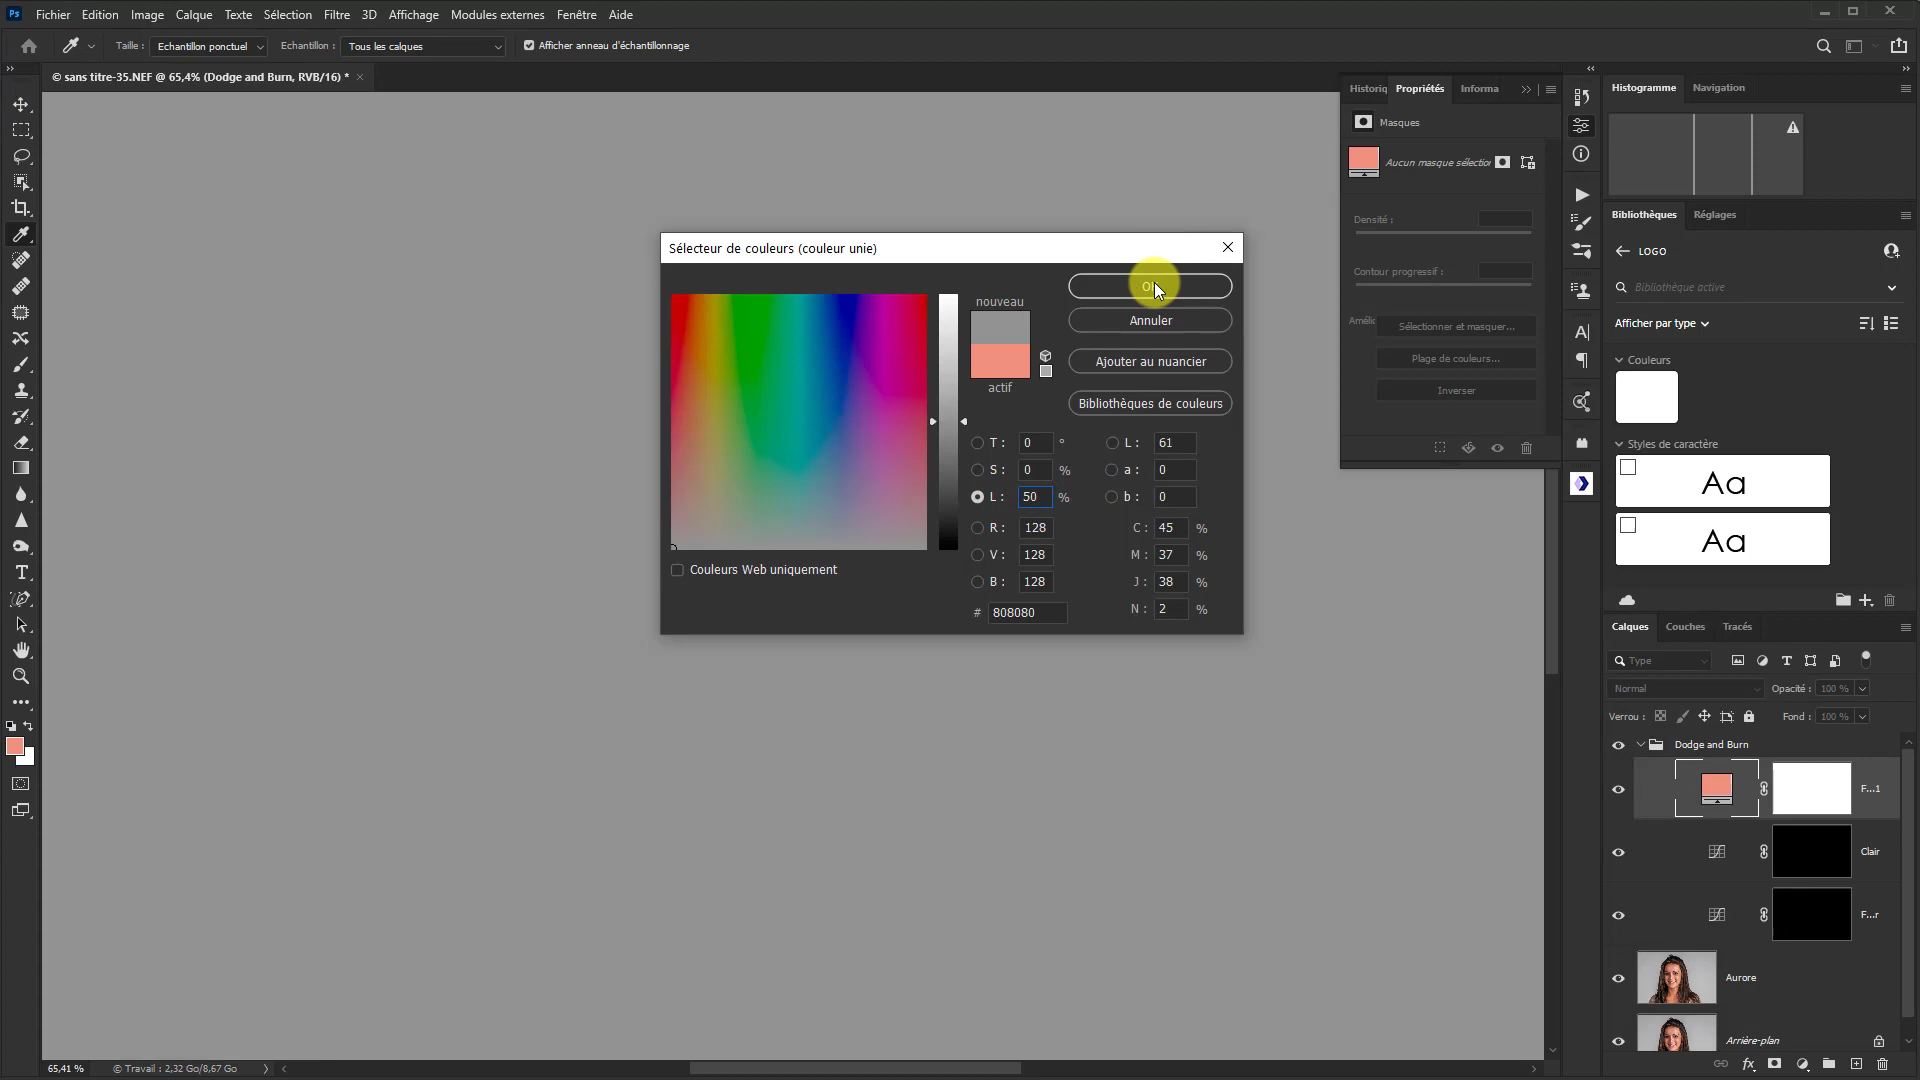 Ps Fichier Edition Image Calque Texte Sélection Filtre 3D Affichage Modules externes Fenêtre Aide
Taille : Echantillon ponctuel Echantillon : Tous les calques Afficher anneau d'échantillonnage
© sans titre-35.NEF @ 65,4% (Dodge and Burn, RVB/16) * ×
Historiq Propriétés Informa
Masques
Aucun masque sélection
Densité :
Contour progressif :
Amélic Sélectionner et masquer...
Plage de couleurs...
Inverser
Sélecteur de couleurs (couleur unie)
nouveau
actif
Annuler
Ajouter au nuancier
Bibliothèques de couleurs
T : 0 ° L : 61
S : 0 % a : 0
L : 50 % b : 0
R : 128 C : 45 %
V : 128 M : 37 %
B : 128 J : 38 %
# 808080 N : 2 %
Couleurs Web uniquement
Histogramme Navigation
Bibliothèques Réglages
LOGO
Bibliothèque active
Afficher par type
Couleurs
Styles de caractère
Aa
Aa
Calques Couches Tracés
Type
Normal Opacité : 100 %
Verrou : Fond : 100 %
Dodge and Burn
F...1
Clair
F...r
Aurore
Arrière-plan
65,41 % © Travail : 2,32 Go/8,67 Go